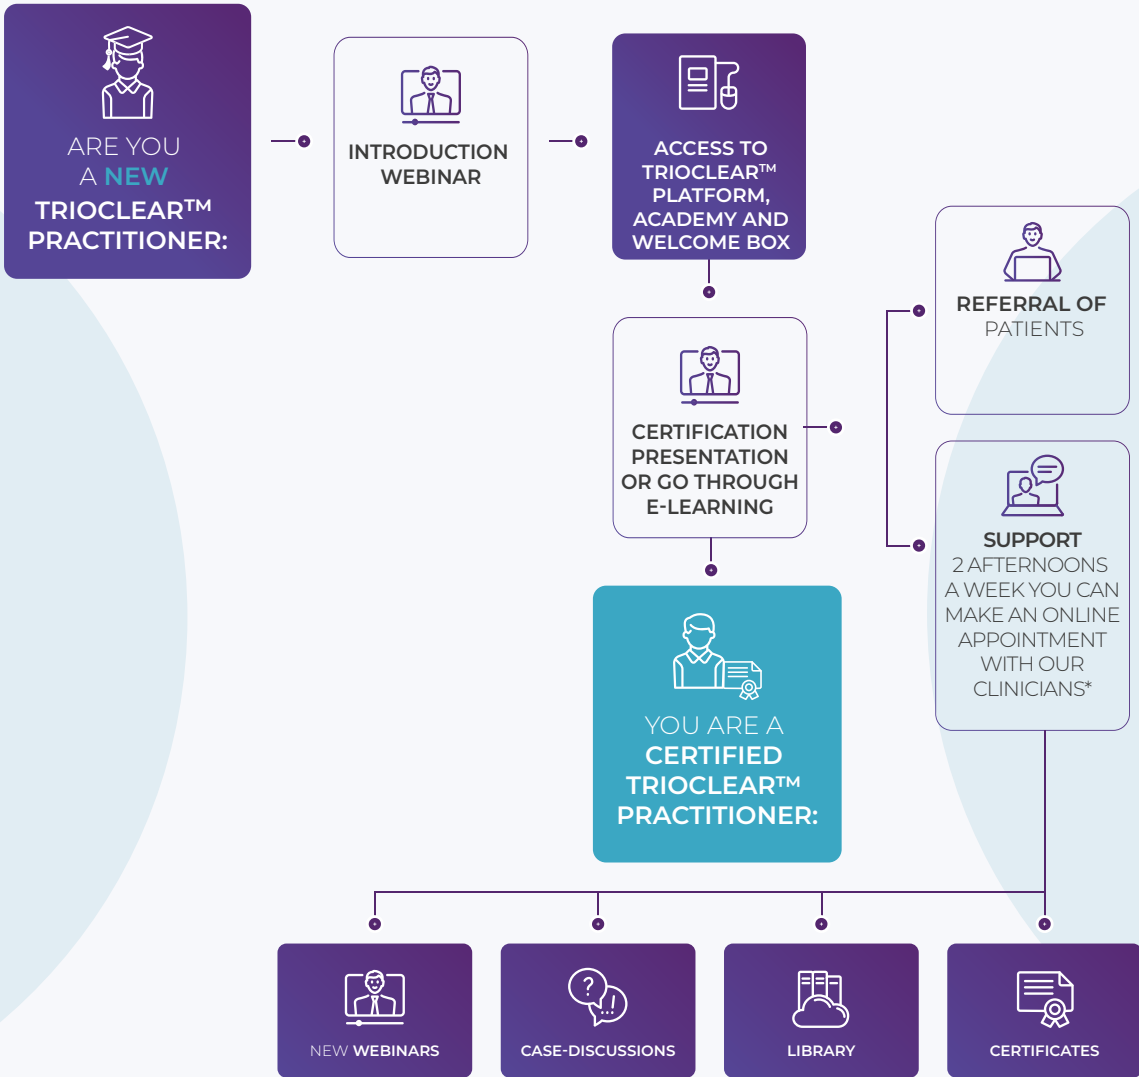 ARE YOU
A NEW
TRIOCLEAR™
PRACTITIONER:
INTRODUCTION
WEBINAR
ACCESS TO
TRIOCLEAR™
PLATFORM,
ACADEMY AND
WELCOME BOX
CERTIFICATION
PRESENTATION
OR GO THROUGH
E-LEARNING
REFERRAL OF
PATIENTS
SUPPORT
2 AFTERNOONS
A WEEK YOU CAN
MAKE AN ONLINE
APPOINTMENT
WITH OUR
CLINICIANS*
YOU ARE A
CERTIFIED
TRIOCLEAR™
PRACTITIONER:
NEW WEBINARS
CASE-DISCUSSIONS
LIBRARY
CERTIFICATES